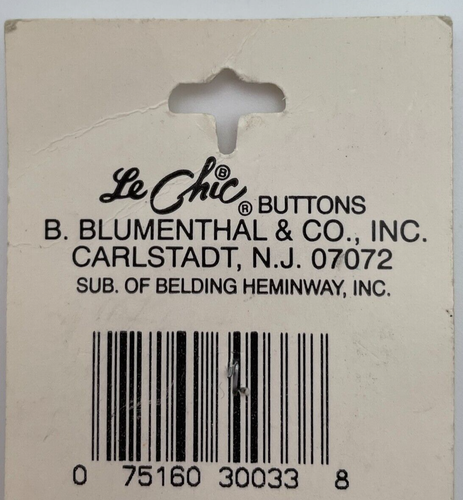 Le Chic® ® BUTTONS
B. BLUMENTHAL & CO., INC.
CARLSTADT, N.J. 07072
SUB. OF BELDING HEMINWAY, INC.
0 75160 30033 8